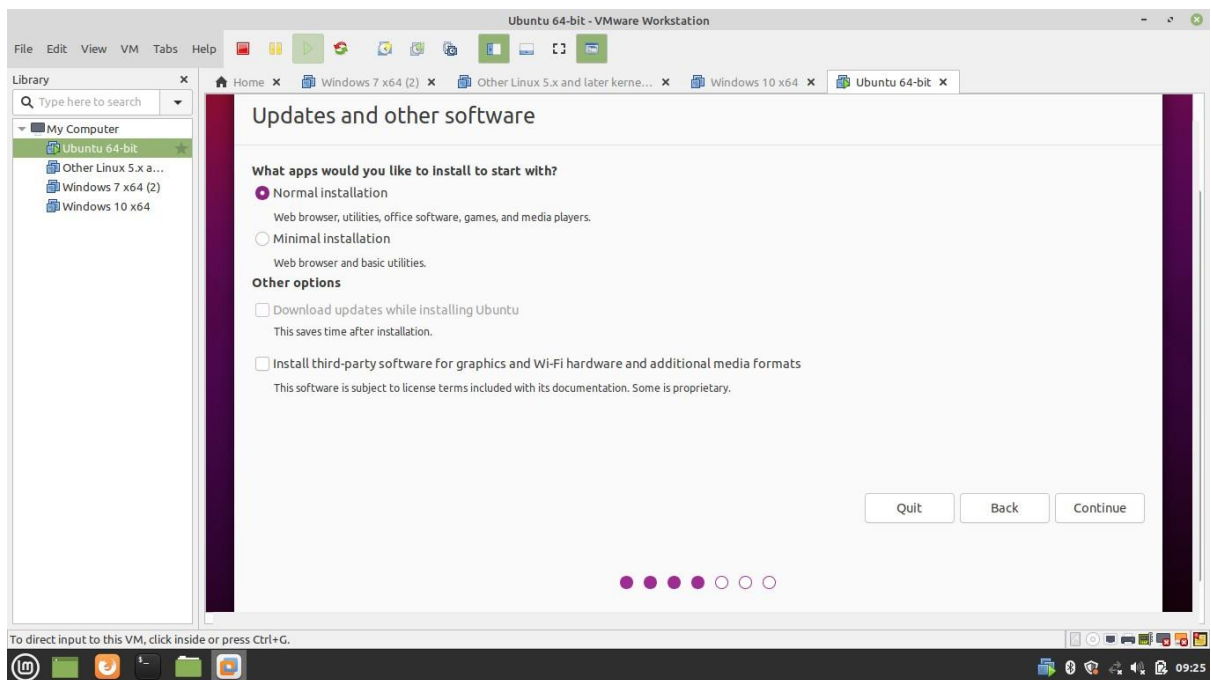 Ubuntu 64-bit - VMware Workstation
File Edit View VM Tabs Help
Library
Home Windows 7 x64 (2) Other Linux 5.x and later kerne... Windows 10 x64 Ubuntu 64-bit
Type here to search
My Computer
Ubuntu 64-bit
Other Linux 5.x a...
Windows 7 x64 (2)
Windows 10 x64
Updates and other software
What apps would you like to install to start with?
Normal installation
Web browser, utilities, office software, games, and media players.
Minimal installation
Web browser and basic utilities.
Other options
Download updates while installing Ubuntu
This saves time after installation.
Install third-party software for graphics and Wi-Fi hardware and additional media formats
This software is subject to license terms included with its documentation. Some is proprietary.
Quit Back Continue
To direct input to this VM, click inside or press Ctrl+G.
09:25